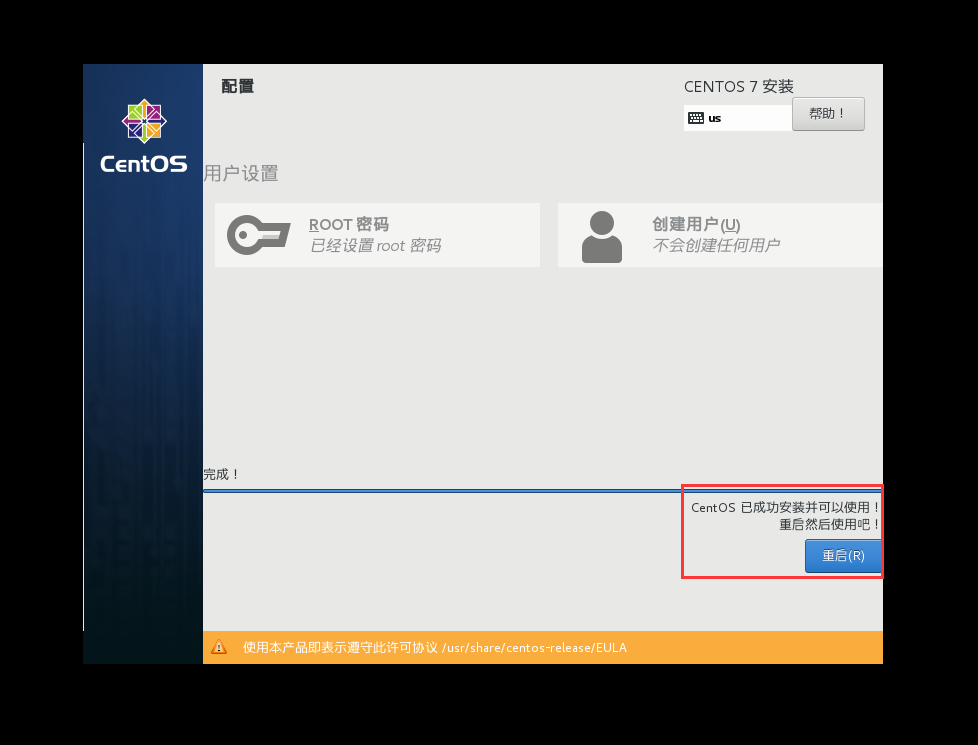 配置
CENTOS 7 安装
us
帮助！
CentOS
用户设置
ROOT 密码
已经设置 root 密码
创建用户(U)
不会创建任何用户
完成！
CentOS 已成功安装并可以使用！
重启然后使用吧！
重启(R)
使用本产品即表示遵守此许可协议 /usr/share/centos-release/EULA